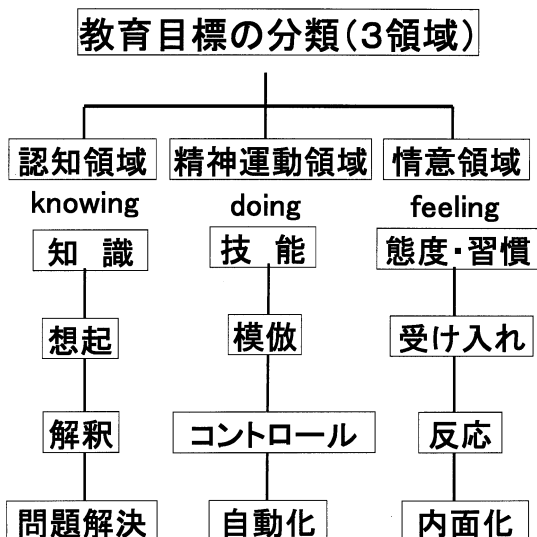 教育目標の分類(3領域)
認知領域 精神運動領域 情意領域
knowing doing feeling
知 識 技 能 態度・習慣
想起 模倣 受け入れ
解釈 コントロール 反応
問題解決 自動化 内面化